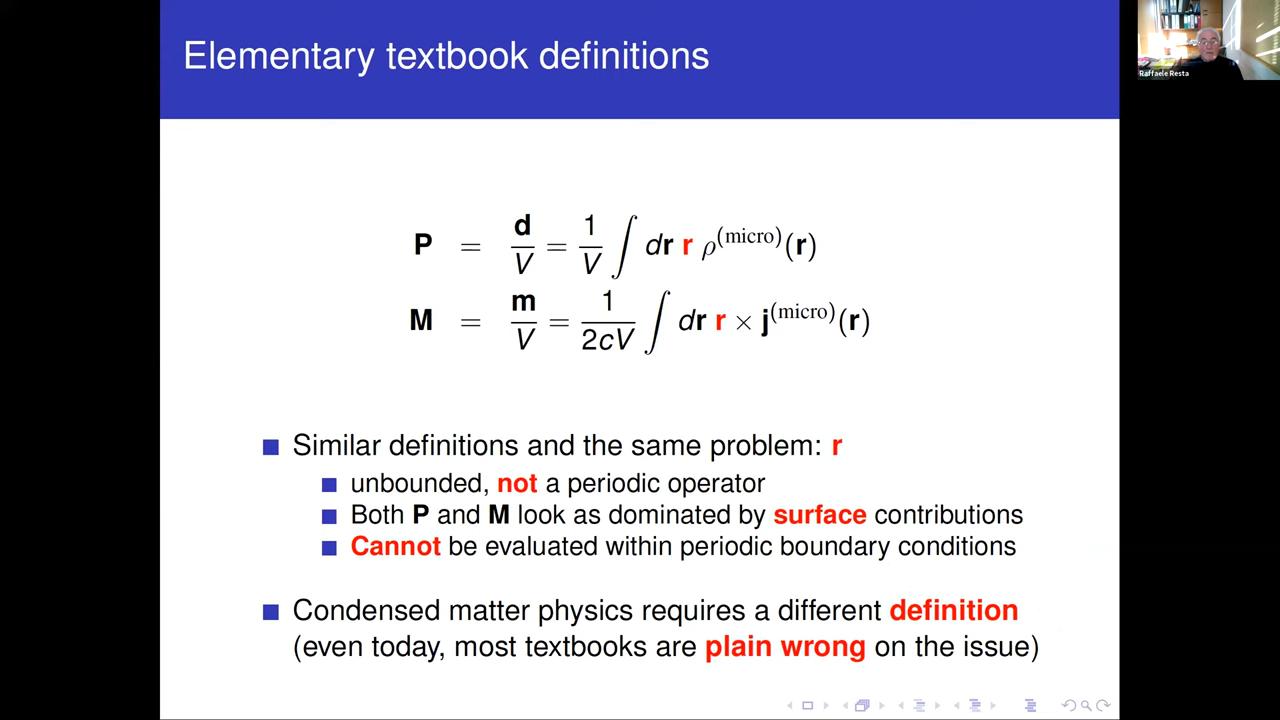 Elementary textbook definitions
Raffaele Resta
P = d/V = 1/V ∫ dr r ρ^(micro)(r)
M = m/V = 1/2cV ∫ dr r × j^(micro)(r)
Similar definitions and the same problem: r
unbounded, not a periodic operator
Both P and M look as dominated by surface contributions
Cannot be evaluated within periodic boundary conditions
Condensed matter physics requires a different definition
(even today, most textbooks are plain wrong on the issue)